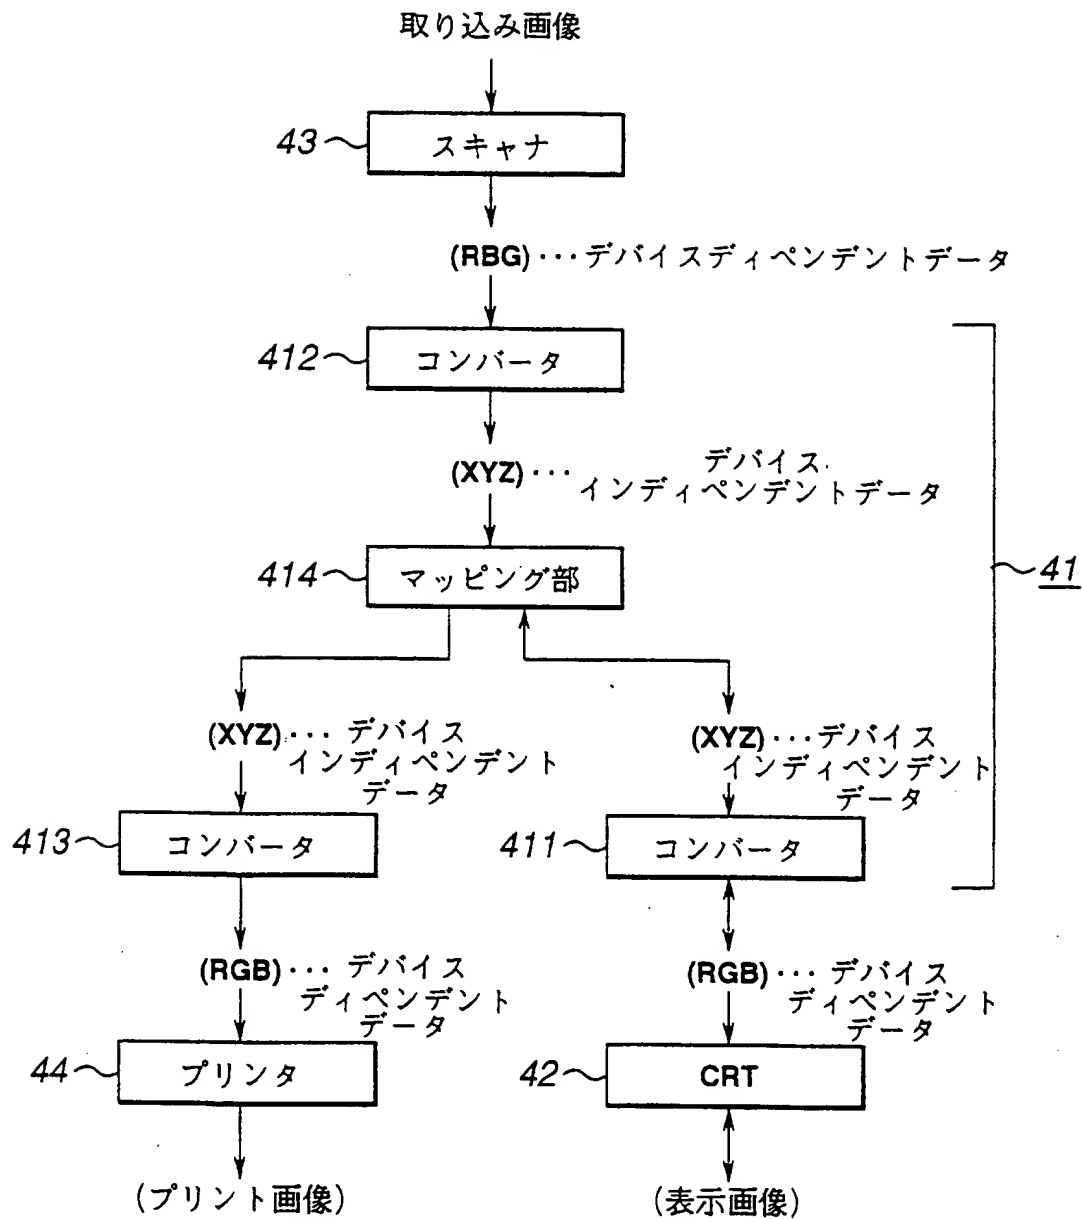 取り込み画像
43 スキャナ
(RBG)・・・デバイスディペンデントデータ
412 コンバータ
(XYZ)・・・デバイス
インディペンデントデータ
414 マッピング部
41
(XYZ)・・・デバイス
インディペンデント
データ
(XYZ)・・・デバイス
インディペンデント
データ
413 コンバータ
411 コンバータ
(RGB)・・・デバイス
ディペンデント
データ
(RGB)・・・デバイス
ディペンデント
データ
44 プリンタ
42 CRT
(プリント画像)
(表示画像)